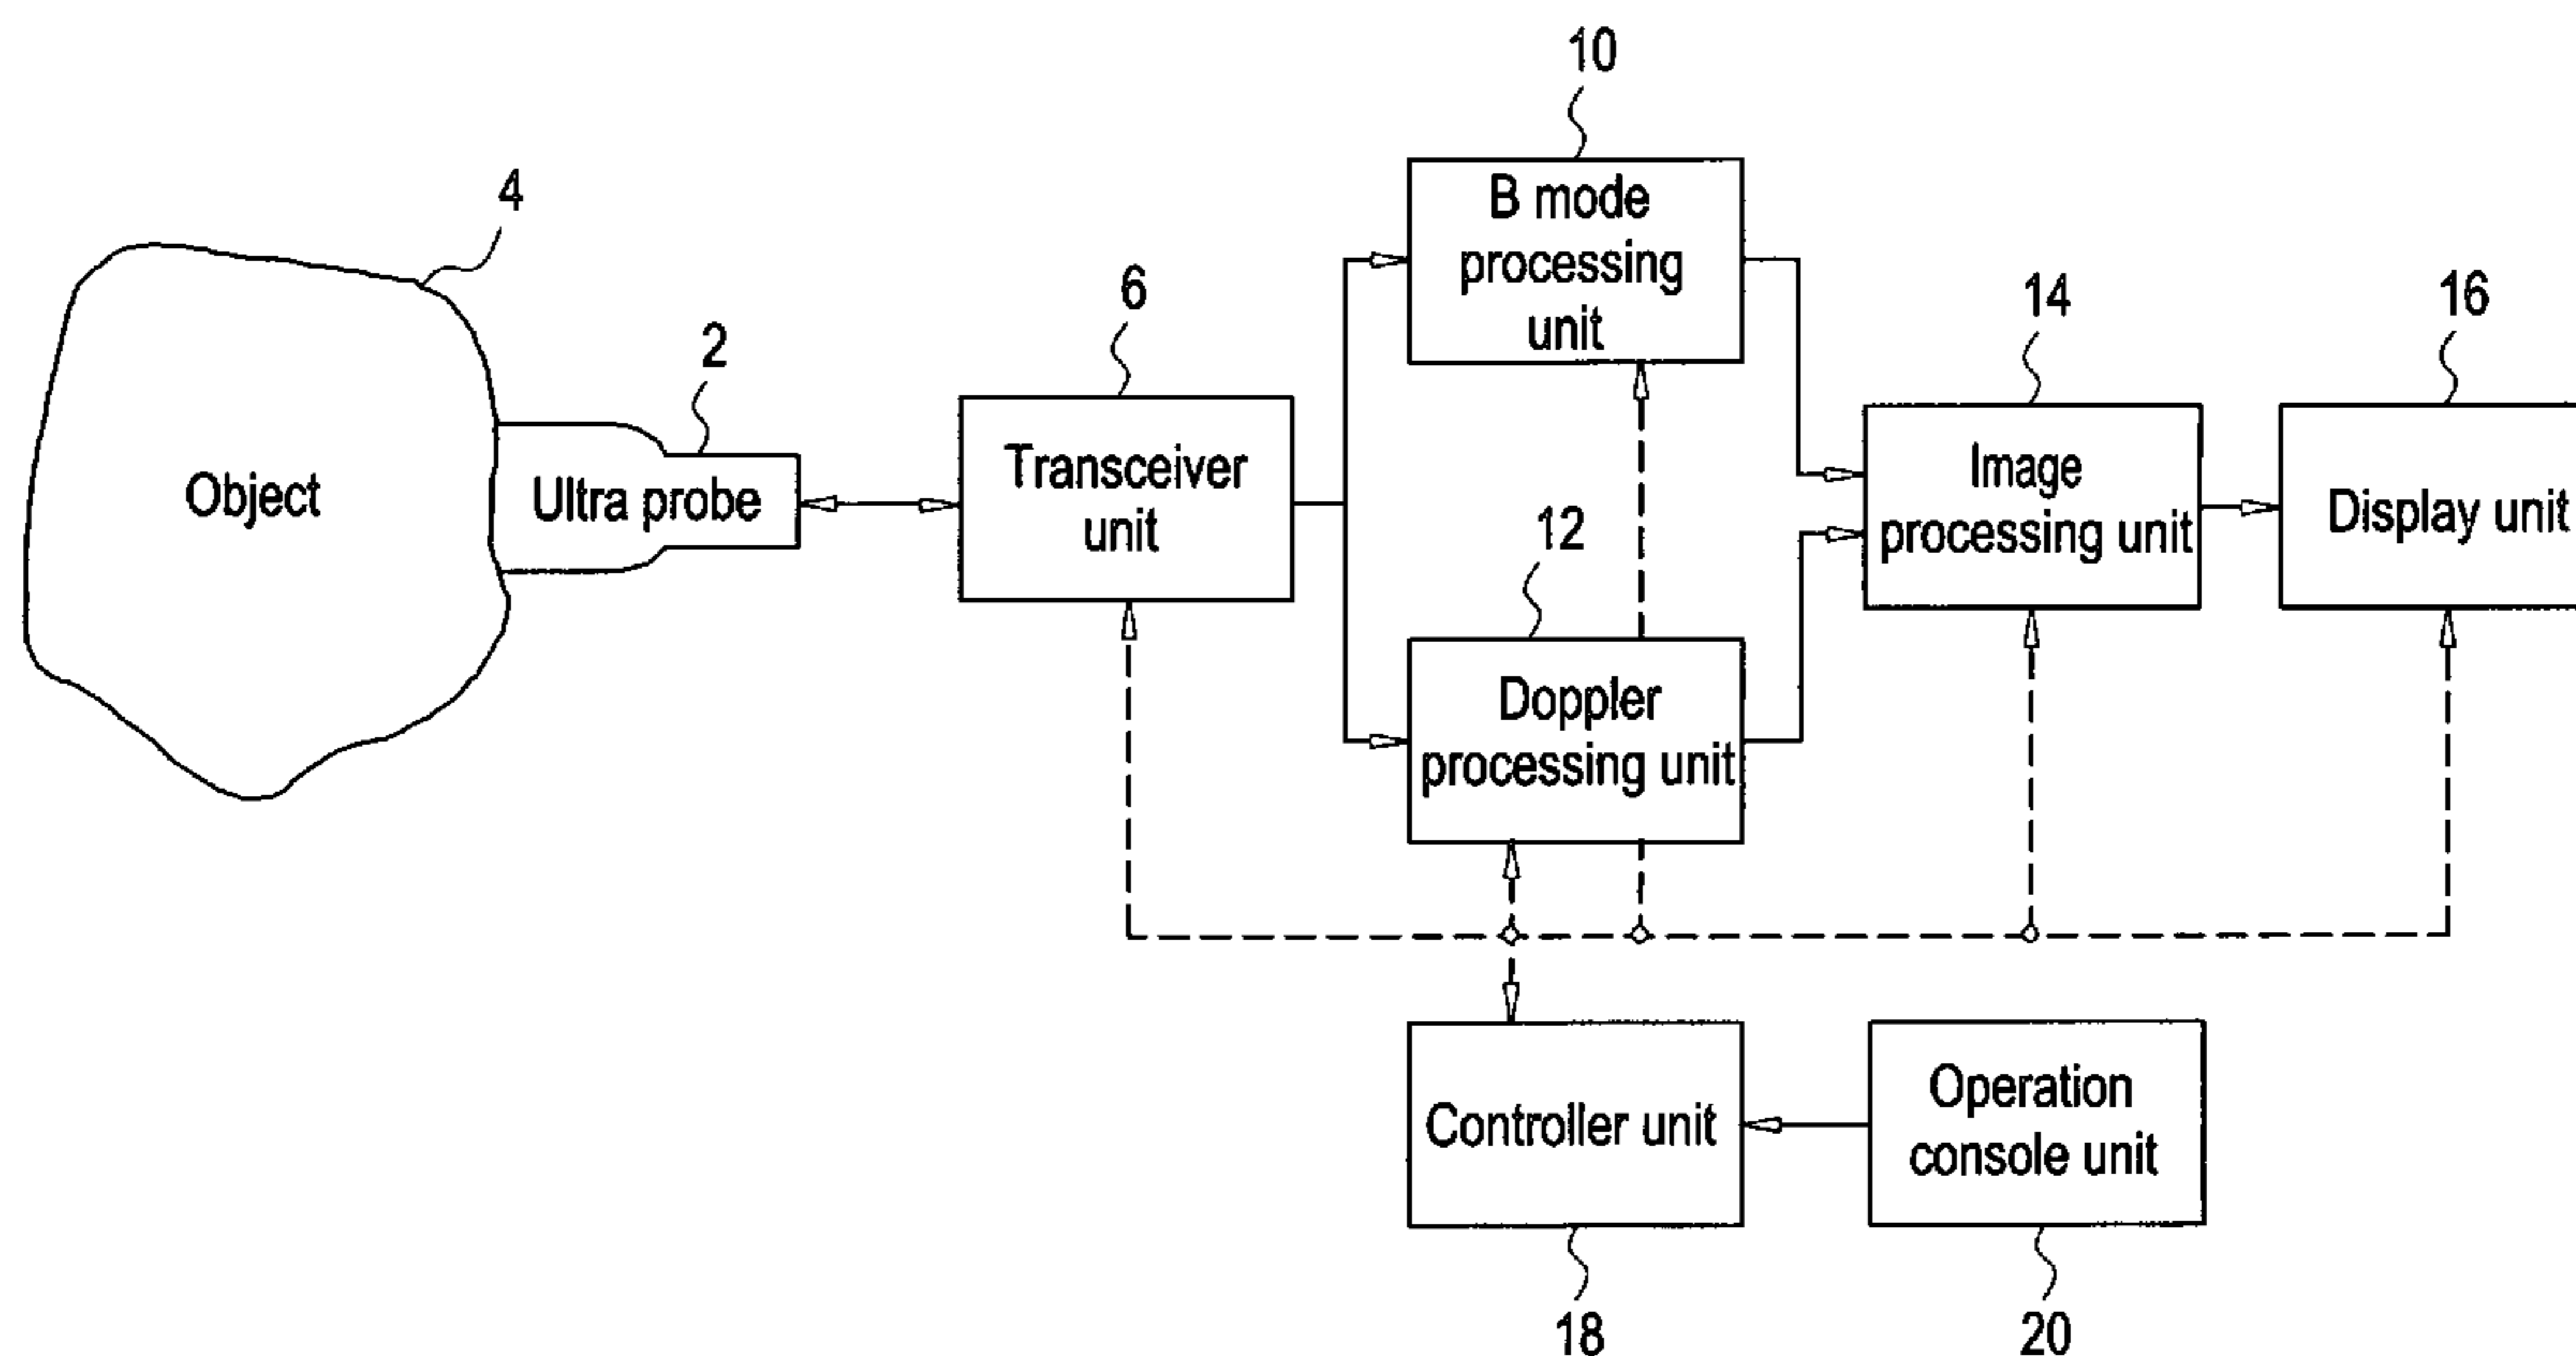 10
B mode
processing
unit
4
6
14
16
2
Transceiver
unit
Image
processing unit
Display unit
Object
Ultra probe
12
Doppler
processing unit
Controller unit
Operation
console unit
18
20